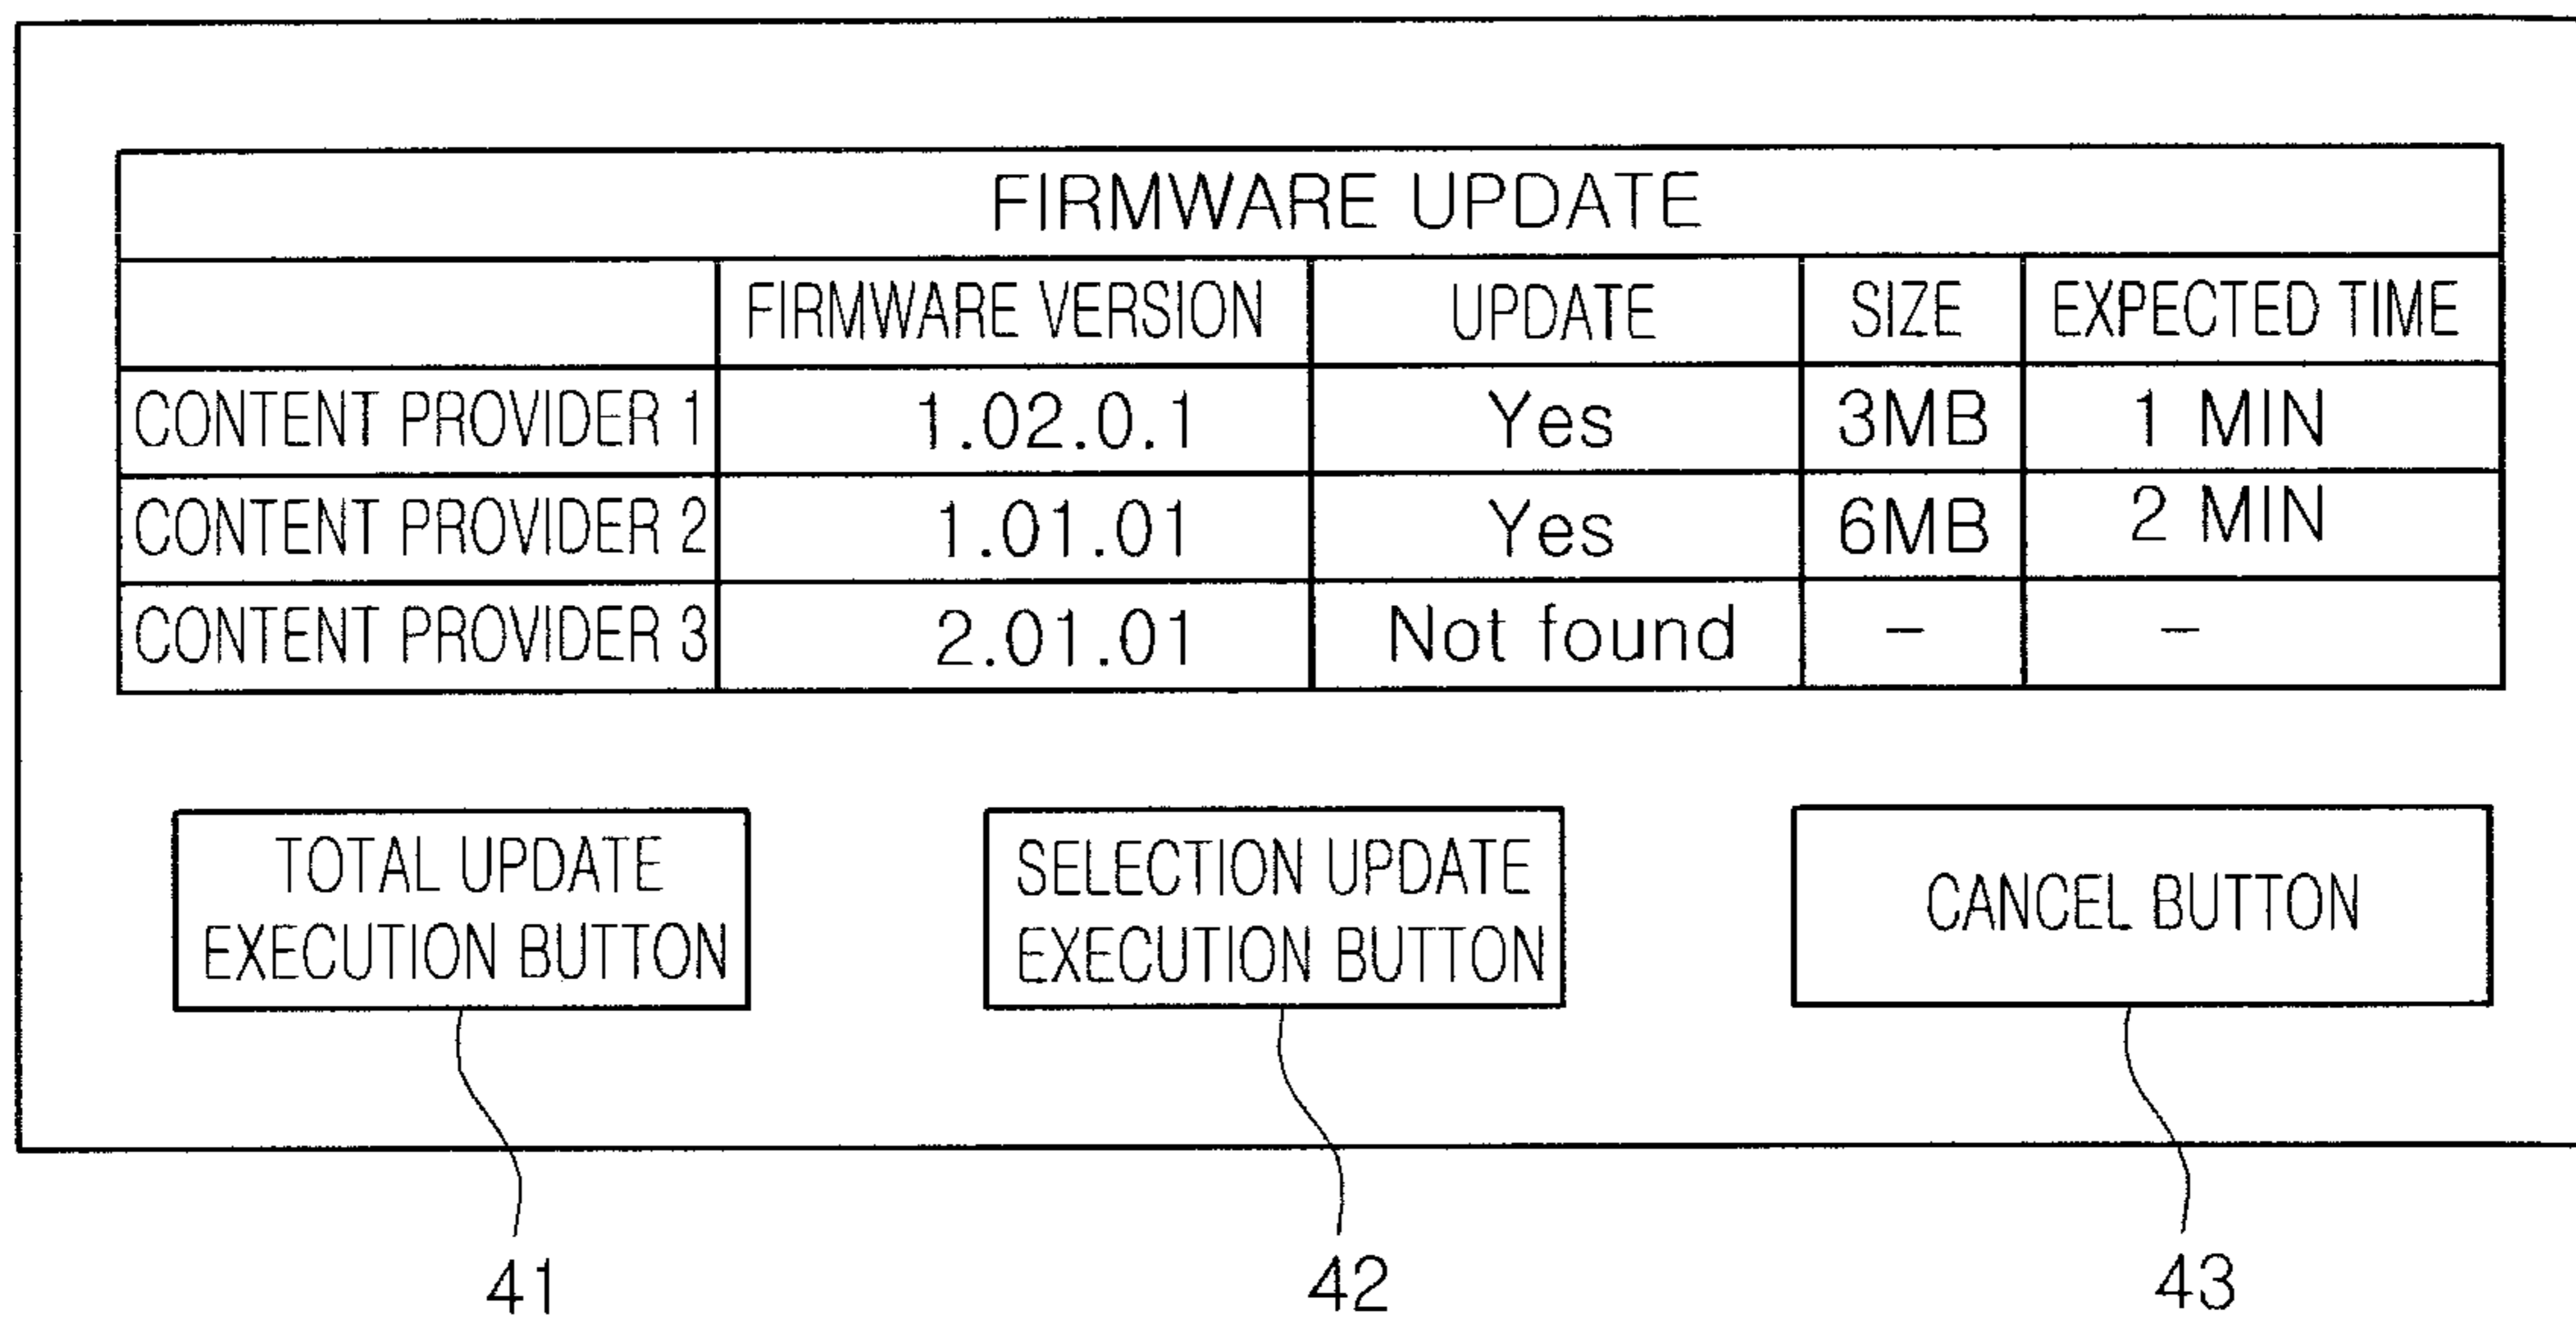 FIRMWARE UPDATE
FIRMWARE VERSION UPDATE SIZE EXPECTED TIME
CONTENT PROVIDER 1 1.02.0.1 Yes 3MB 1 MIN
CONTENT PROVIDER 2 1.01.01 Yes 6MB 2 MIN
CONTENT PROVIDER 3 2.01.01 Not found – –
TOTAL UPDATE
EXECUTION BUTTON
SELECTION UPDATE
EXECUTION BUTTON
CANCEL BUTTON
41 42 43